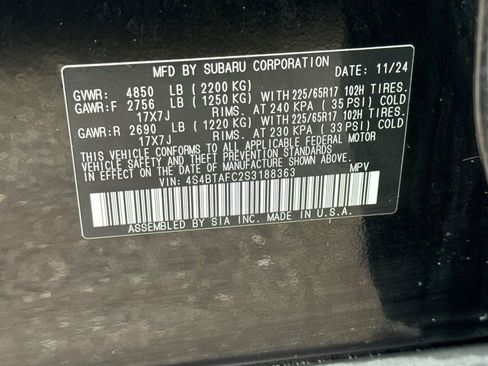 MFD BY SUBARU CORPORATION DATE: 11/24
GVWR: 4850 LB ( 2200 KG)
GAWR:F 2756 LB ( 1250 KG) WITH 225/65R17 102H TIRES.
17X7J RIMS. AT 240 KPA ( 35 PSI) COLD
GAWR:R 2690 LB ( 1220 KG) WITH 225/65R17 102H TIRES.
17X7J RIMS. AT 230 KPA ( 33 PSI) COLD
THIS VEHICLE CONFORMS TO ALL APPLICABLE FEDERAL MOTOR
VEHICLE SAFETY STANDARDS IN EFFECT ON THE DATE OF
MANUFACTURE SHOWN ABOVE.
VIN: 4S4BTAFC2S3188363 MPV
ASSEMBLED BY SIA INC. MADE IN U.S.A.